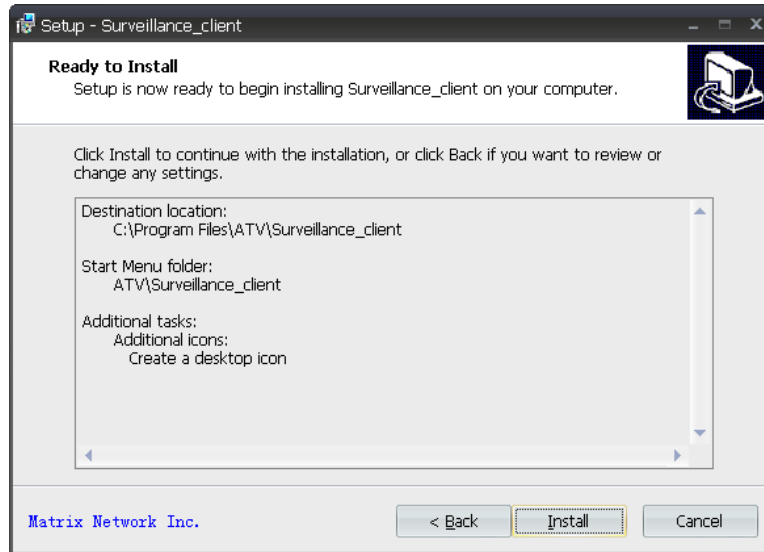 Setup - Surveillance_client
Ready to Install
Setup is now ready to begin installing Surveillance_client on your computer.
Click Install to continue with the installation, or click Back if you want to review or
change any settings.
Destination location:
C:\Program Files\ATV\Surveillance_client
Start Menu folder:
ATV\Surveillance_client
Additional tasks:
Additional icons:
Create a desktop icon
Matrix Network Inc.
< Back
Install
Cancel